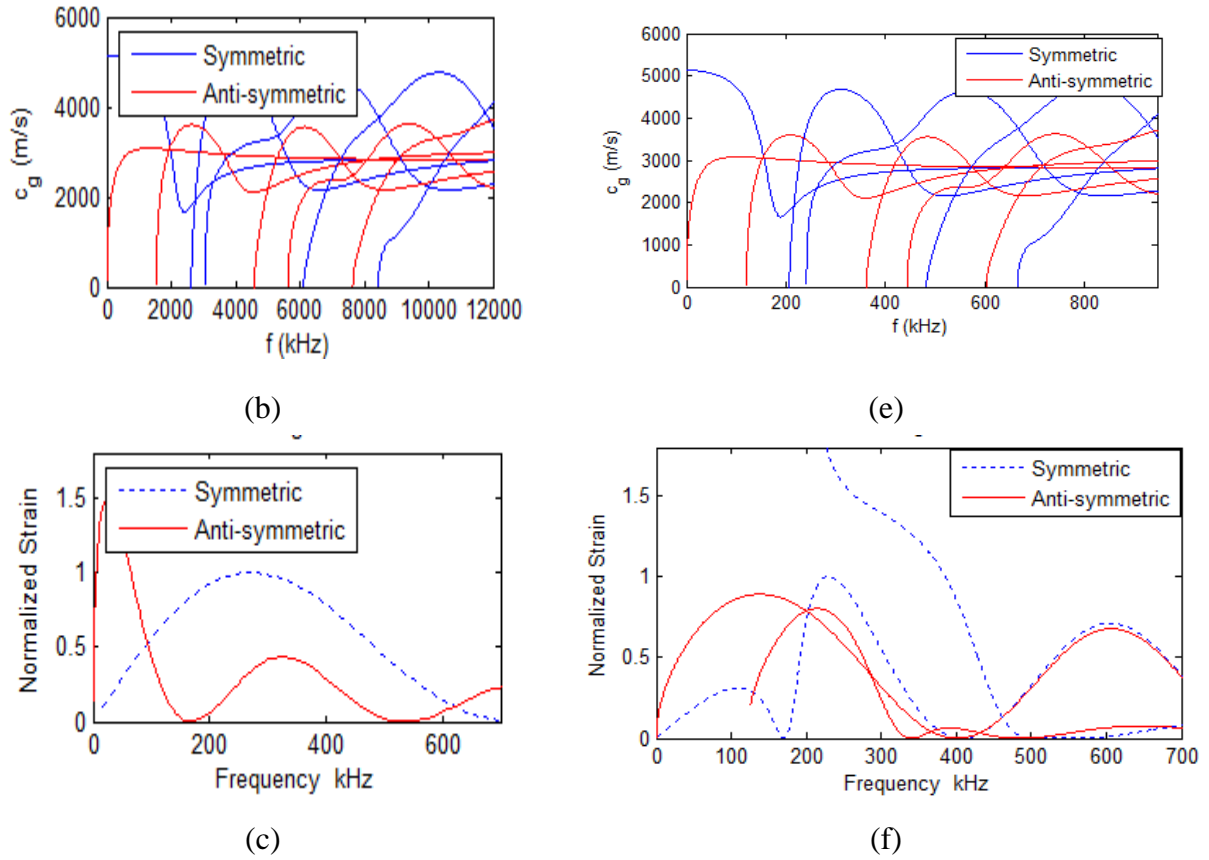 6000
4000
2000
0
c_g (m/s)
Symmetric
Anti-symmetric
0 2000 4000 6000 8000 10000 12000
f (kHz)
(b)
6000
5000
4000
3000
2000
1000
0
c_g (m/s)
Symmetric
Anti-symmetric
0 200 400 600 800
f (kHz)
(e)
1.5
1
0.5
0
Normalized Strain
Symmetric
Anti-symmetric
0 200 400 600
Frequency kHz
(c)
1.5
1
0.5
0
Normalized Strain
Symmetric
Anti-symmetric
0 100 200 300 400 500 600 700
Frequency kHz
(f)